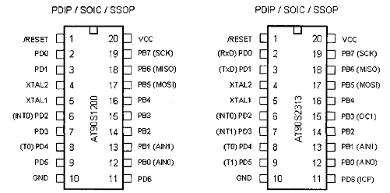 PDIP / SOIC / SSOP
/RESET 1 20 VCC
PD0 2 19 PB7 (SCK)
PD1 3 18 PB6 (MISO)
XTAL2 4 17 PB5 (MOSI)
XTAL1 5 16 PB4
(INT0) PD2 6 15 PB3
PD3 7 14 PB2
(T0) PD4 8 13 PB1 (AIN1)
PD5 9 12 PB0 (AIN0)
GND 10 11 PD6
AT90S1200
PDIP / SOIC / SSOP
/RESET 1 20 VCC
(RxD) PD0 2 19 PB7 (SCK)
(TxD) PD1 3 18 PB6 (MISO)
XTAL2 4 17 PB5 (MOSI)
XTAL1 5 16 PB4
(INT0) PD2 6 15 PB3 (OC1)
(INT1) PD3 7 14 PB2
(T0) PD4 8 13 PB1 (AIN1)
(T1) PD5 9 12 PB0 (AIN0)
GND 10 11 PD6 (ICP)
AT90S2313